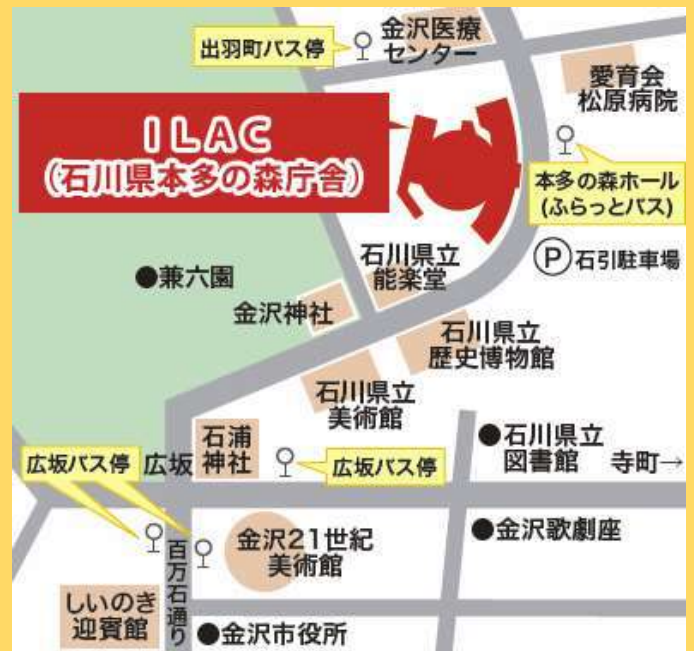 金沢医療
センター
出羽町バス停
愛育会
松原病院
ILAC
(石川県本多の森庁舎)
本多の森ホール
(ふらっとバス)
Ⓟ石引駐車場
石川県立
能楽堂
●兼六園
金沢神社
石川県立
歴史博物館
石川県立
美術館
石浦
神社
●石川県立
図書館
寺町→
広坂バス停
広坂
広坂バス停
●金沢歌劇座
金沢21世紀
美術館
百万石通り
しいのき
迎賓館
●金沢市役所